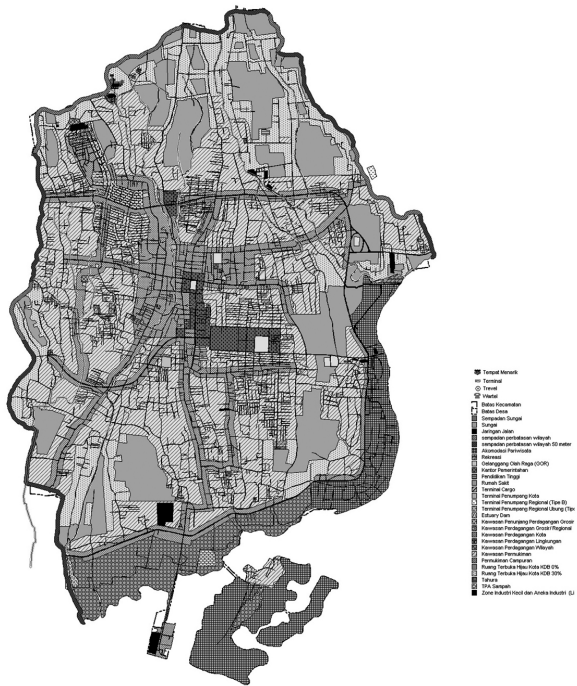 Tempat Menarik
Terminal
Trevel
Wartel
Batas Kecamatan
Batas Desa
Sempadan Sungai
Sungai
Jaringan Jalan
sempadan perbatasan wilayah
sempadan perbatasan wilayah 50 meter
Akomodasi Pariwisata
Rekreasi
Gelanggang Olah Raga (GOR)
Kantor Pemerintahan
Pendidikan Tinggi
Rumah Sakit
Terminal Cargo
Terminal Penumpang Kota
Terminal Penumpang Regional (Tipe B)
Terminal Penumpang Regional Ubung (Tip
Estuary Dam
Kawasan Penunjang Perdagangan Grosir
Kawasan Perdagangan Grosir/Regional
Kawasan Perdagangan Kota
Kawasan Perdagangan Lingkungan
Kawasan Perdagangan Wilayah
Kawasan Permukiman
Permukiman Campuran
Ruang Terbuka Hijau Kota KDB 0%
Ruang Terbuka Hijau Kota KDB 30%
Tahura
TPA Sampah
Zone Industri Kecil dan Aneka Industri (Li